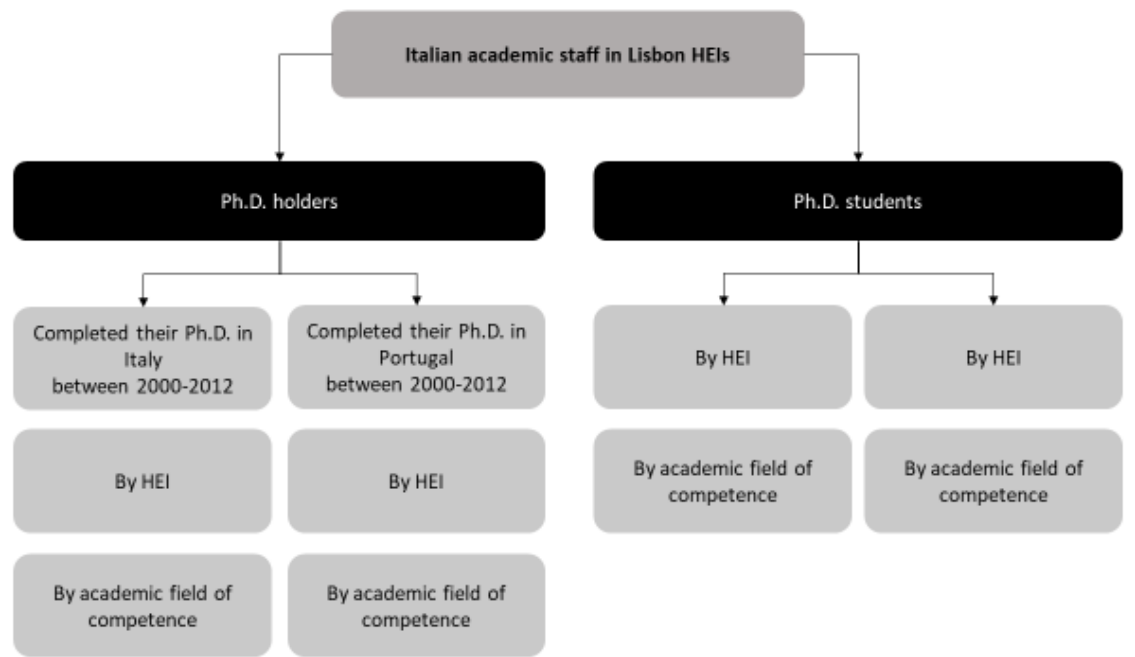 Italian academic staff in Lisbon HEIs
Ph.D. holders
Ph.D. students
Completed their Ph.D. in
Italy
between 2000-2012
Completed their Ph.D. in
Portugal
between 2000-2012
By HEI
By HEI
By HEI
By HEI
By academic field of
competence
By academic field of
competence
By academic field of
competence
By academic field of
competence